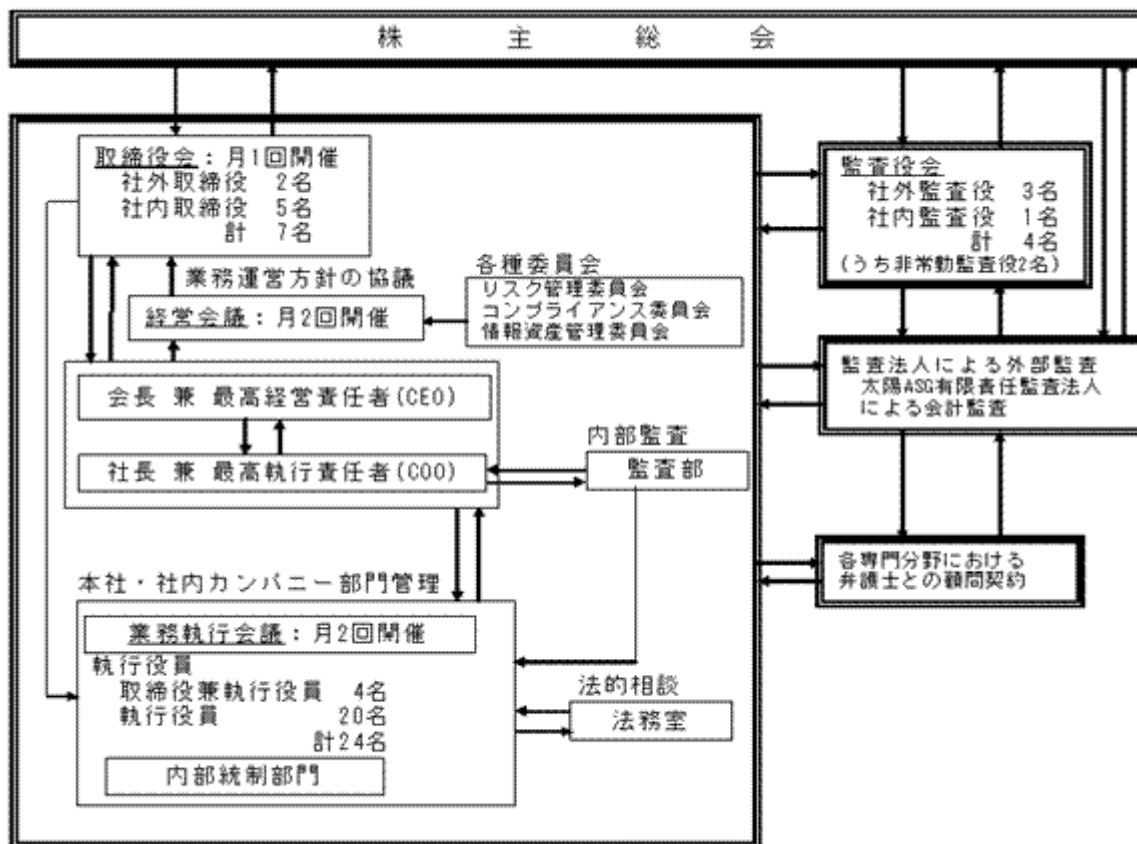 株主総会
取締役会：月1回開催
社外取締役 2名
社内取締役 5名
計 7名
監査役会
社外監査役 3名
社内監査役 1名
計 4名
(うち非常勤監査役2名)
業務運営方針の協議
経営会議：月2回開催
各種委員会
リスク管理委員会
コンプライアンス委員会
情報資産管理委員会
監査法人による外部監査
太陽ASG有限責任監査法人
による会計監査
会長 兼 最高経営責任者(CEO)
社長 兼 最高執行責任者(COO)
内部監査
監査部
各専門分野における
弁護士との顧問契約
本社・社内カンパニー部門管理
業務執行会議：月2回開催
執行役員
取締役兼執行役員 4名
執行役員 20名
計24名
内部統制部門
法的相談
法務室